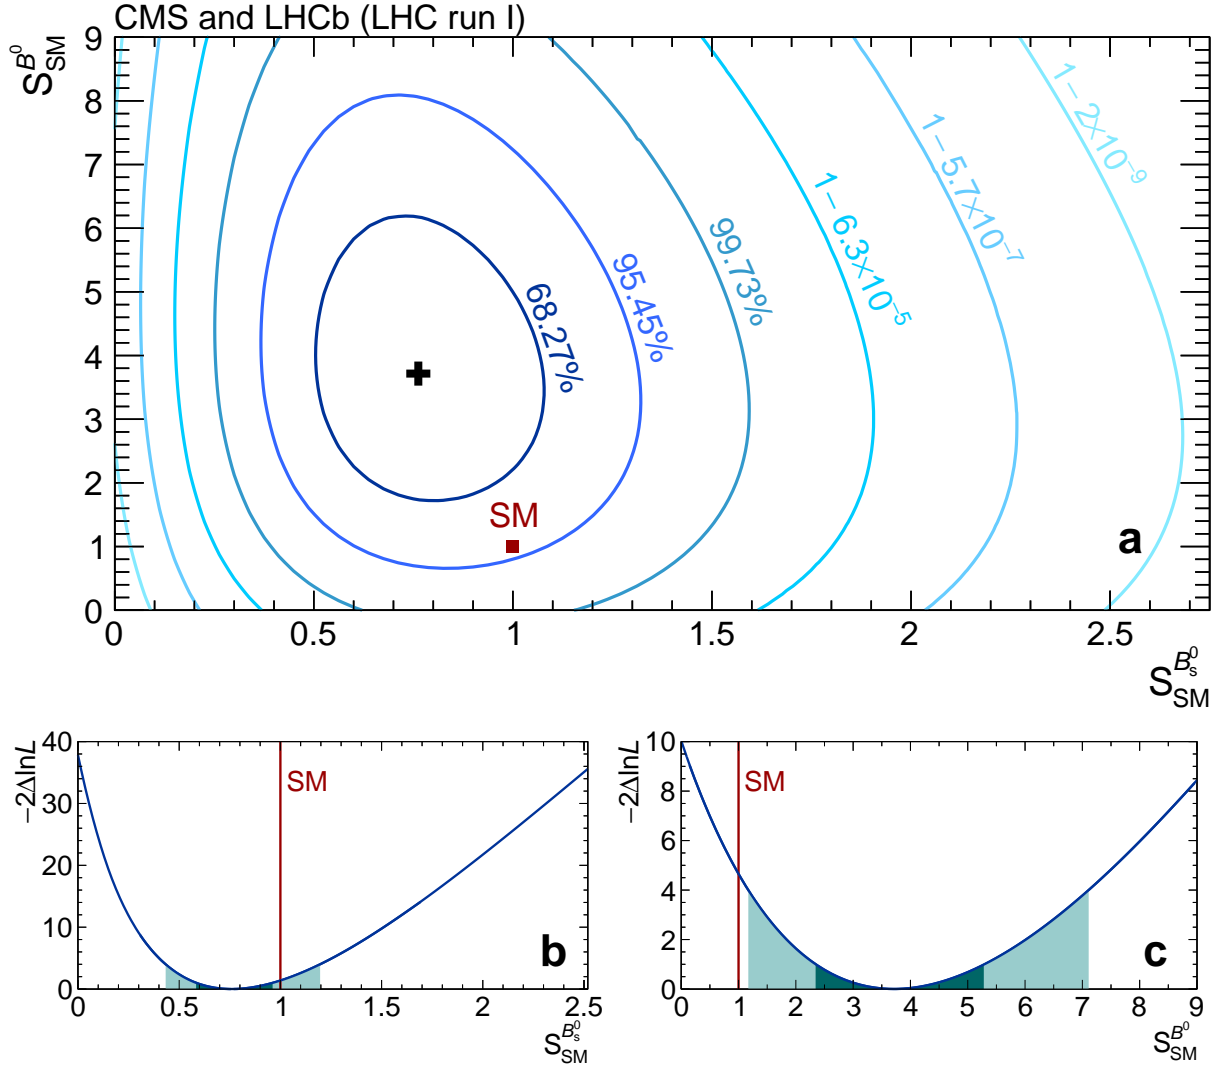 CMS and LHCb (LHC run I)
S_SM^{B^0}
9
8
7
6
5
4
3
2
1
0
68.27%
95.45%
99.73%
1− 6.3×10^{−5}
1− 5.7×10^{−7}
1− 2×10^{−9}
SM
a
0 0.5 1 1.5 2 2.5
S_SM^{B_s^0}
−2ΔlnL
40
30
20
10
0
SM
b
0 0.5 1 1.5 2 2.5
S_SM^{B_s^0}
−2ΔlnL
10
8
6
4
2
0
SM
c
0 1 2 3 4 5 6 7 8 9
S_SM^{B^0}